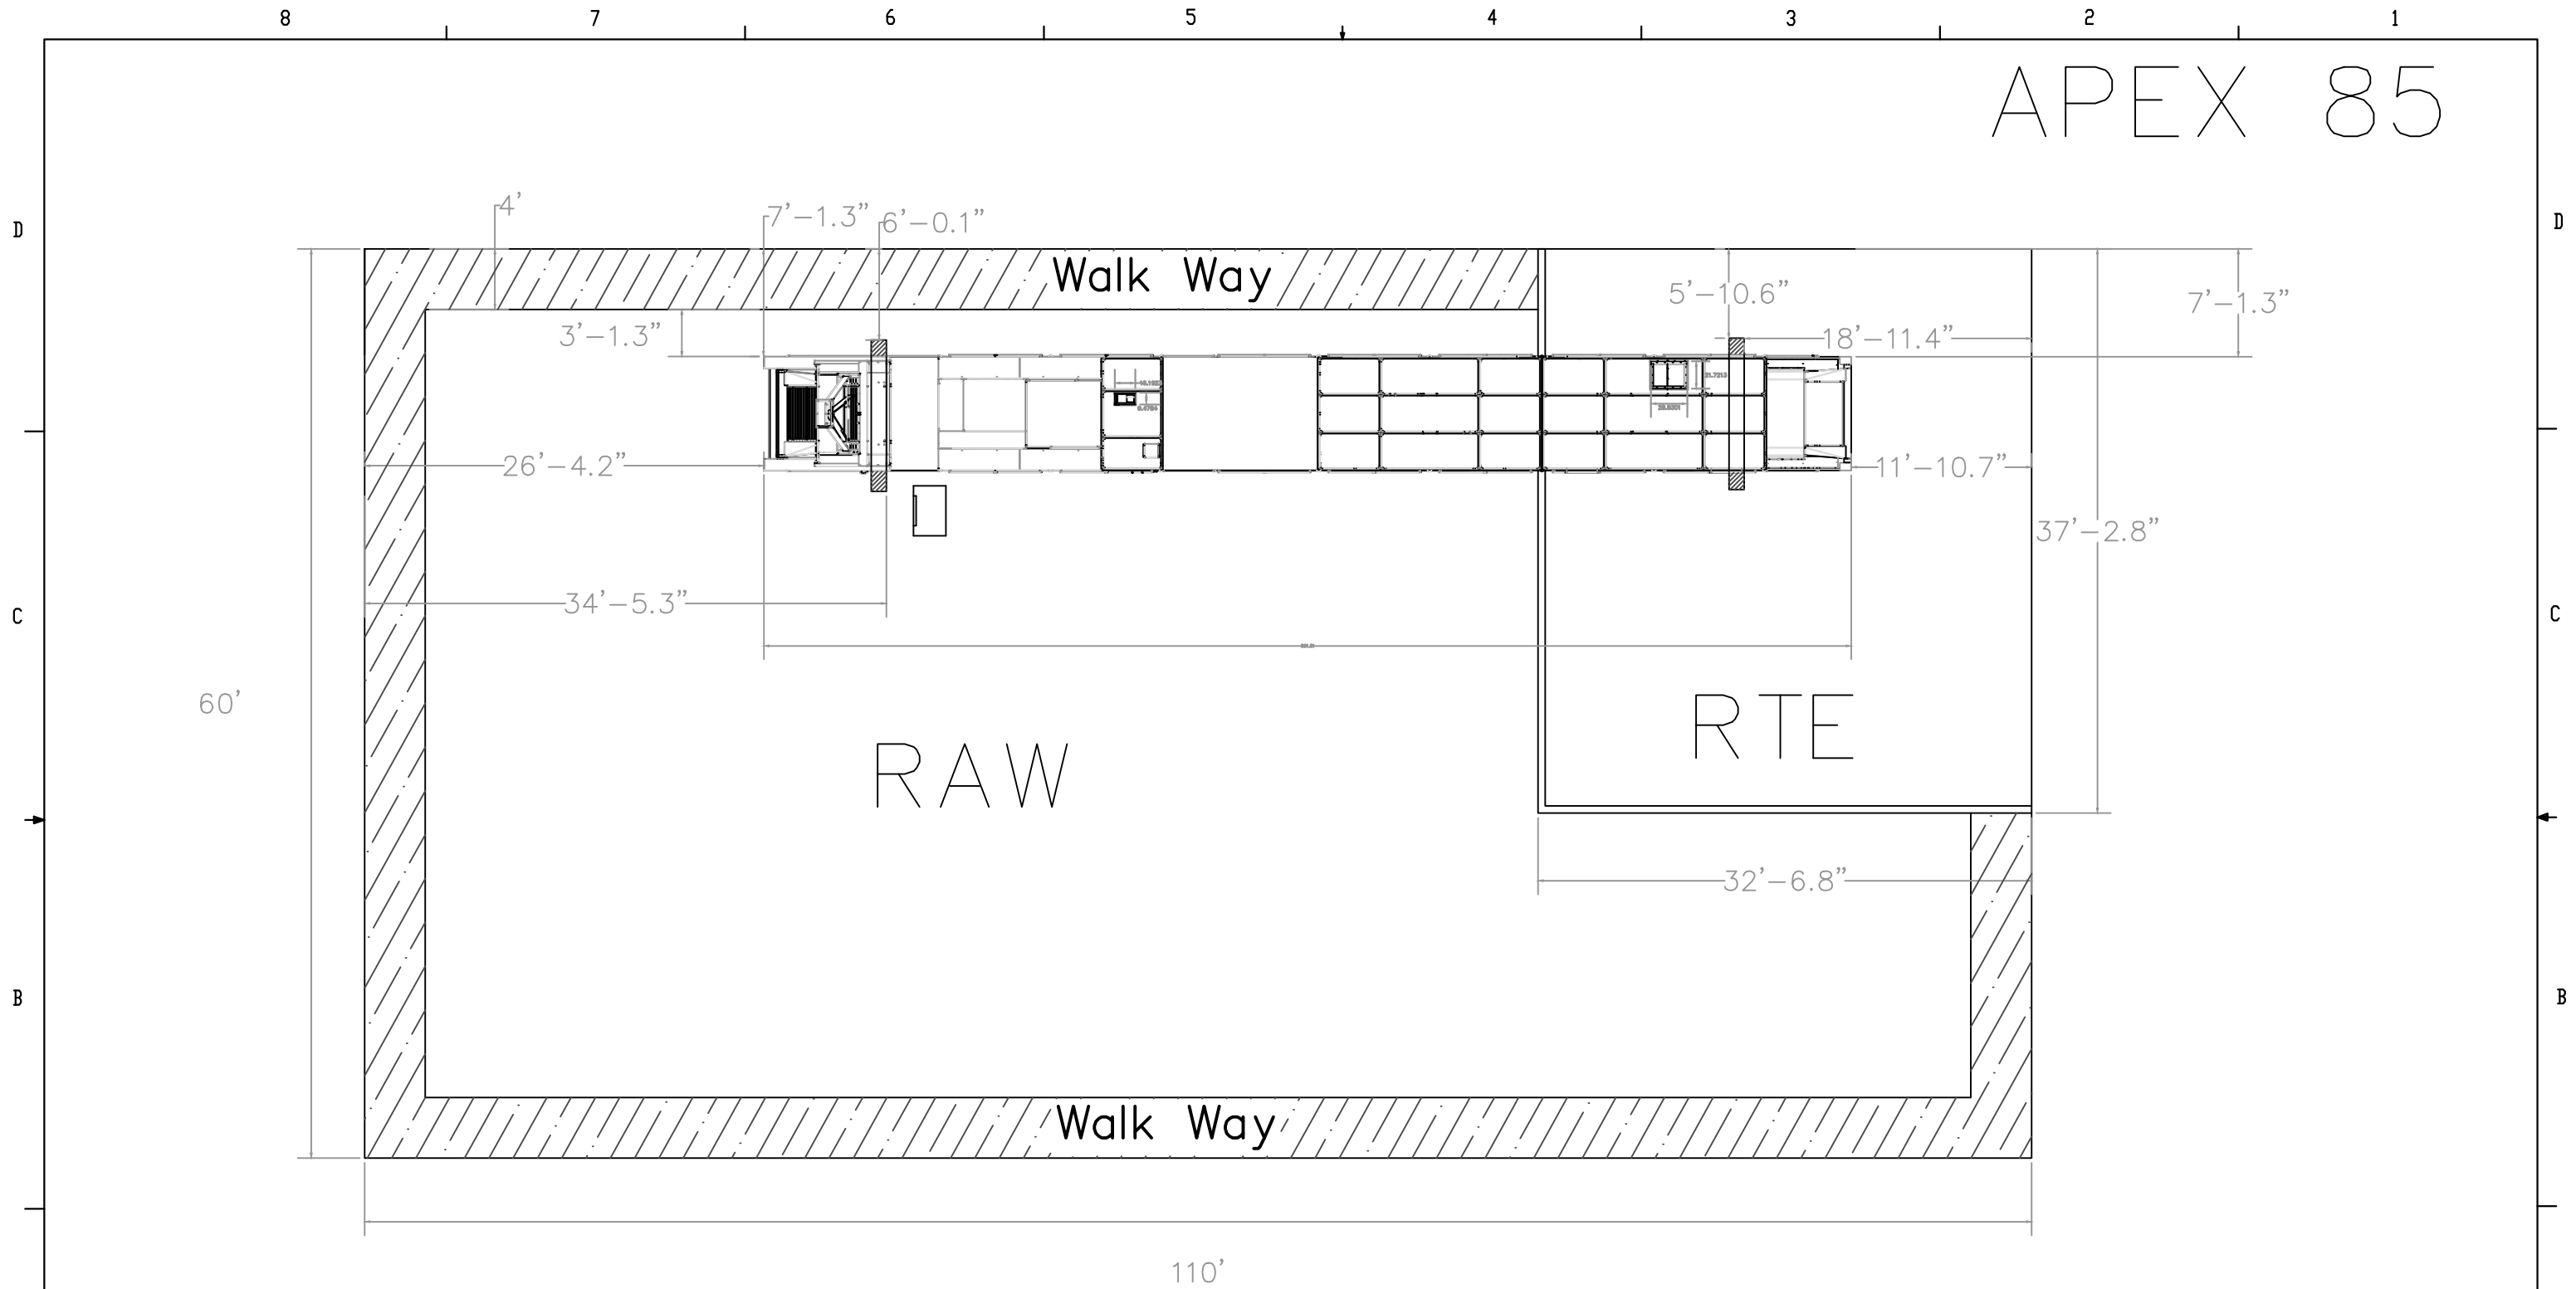 8 7 6 5 4 3 2 1
APEX 85
4'
7'-1.3"
6'-0.1"
D
D
Walk Way
5'-10.6"
7'-1.3"
3'-1.3"
18'-11.4"
26'-4.2"
11'-10.7"
37'-2.8"
34'-5.3"
C
C
60'
RTE
RAW
32'-6.8"
B
B
Walk Way
110'